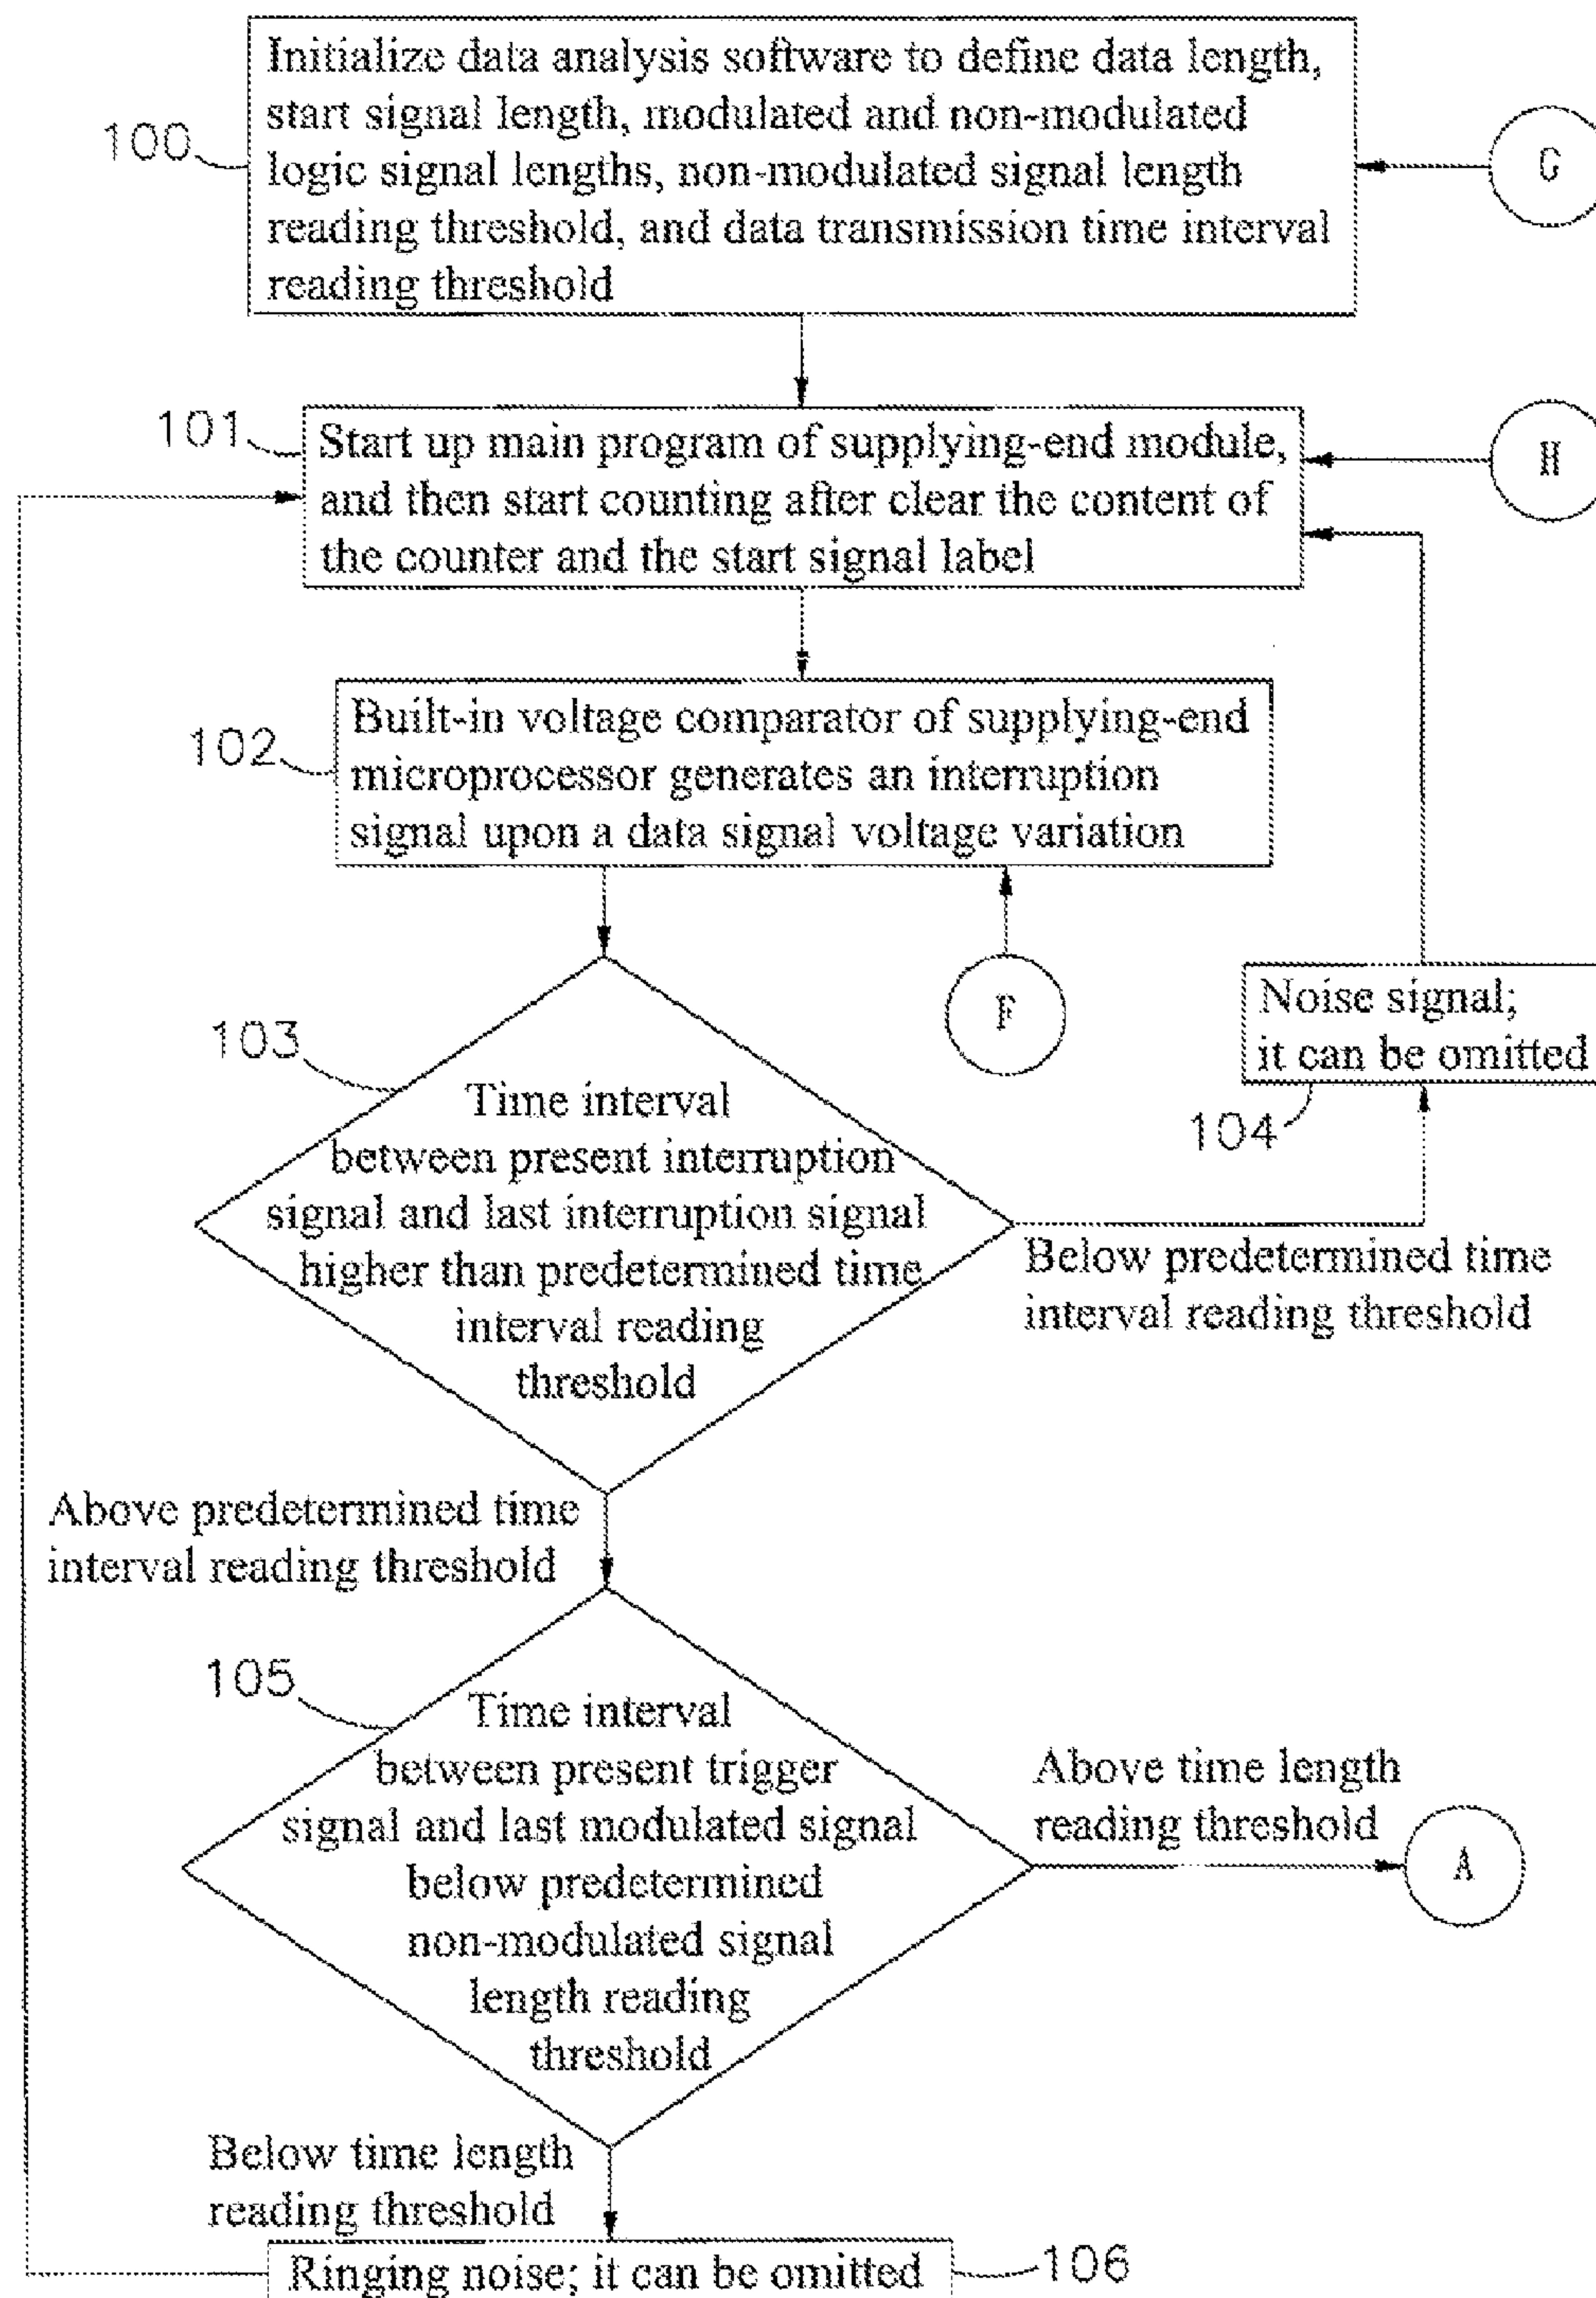 Initialize data analysis software to define data length,
start signal length, modulated and non-modulated
logic signal lengths, non-modulated signal length
reading threshold, and data transmission time interval
reading threshold
100
G
101
Start up main program of supplying-end module,
and then start counting after clear the content of
the counter and the start signal label
H
102
Built-in voltage comparator of supplying-end
microprocessor generates an interruption
signal upon a data signal voltage variation
F
Noise signal;
it can be omitted
104
103
Time interval
between present interruption
signal and last interruption signal
higher than predetermined time
interval reading
threshold
Below predetermined time
interval reading threshold
Above predetermined time
interval reading threshold
105
Time interval
between present trigger
signal and last modulated signal
below predetermined
non-modulated signal
length reading
threshold
Above time length
reading threshold
A
Below time length
reading threshold
Ringing noise; it can be omitted
106